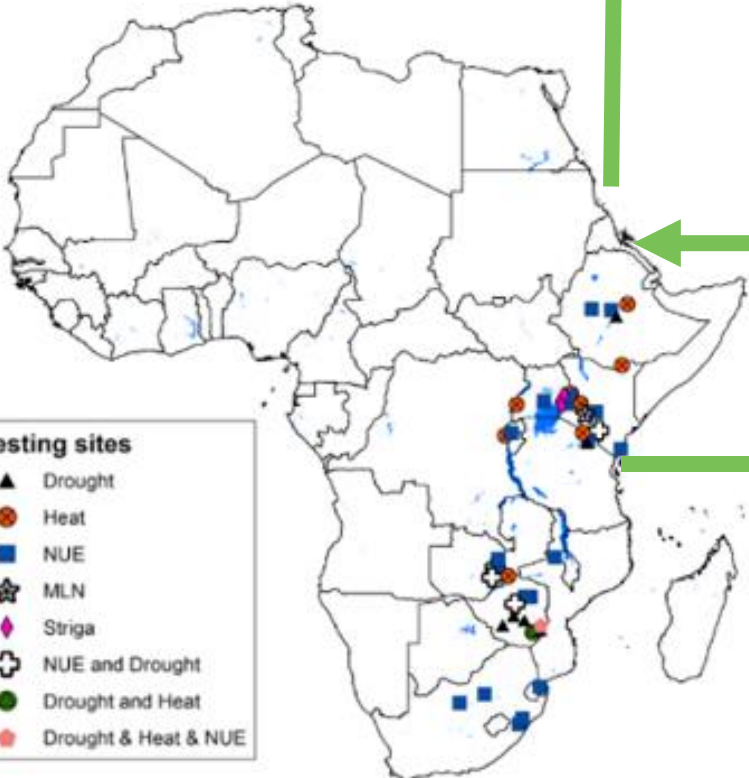 esting sites
Drought
Heat
NUE
MLN
Striga
NUE and Drought
Drought and Heat
Drought & Heat & NUE